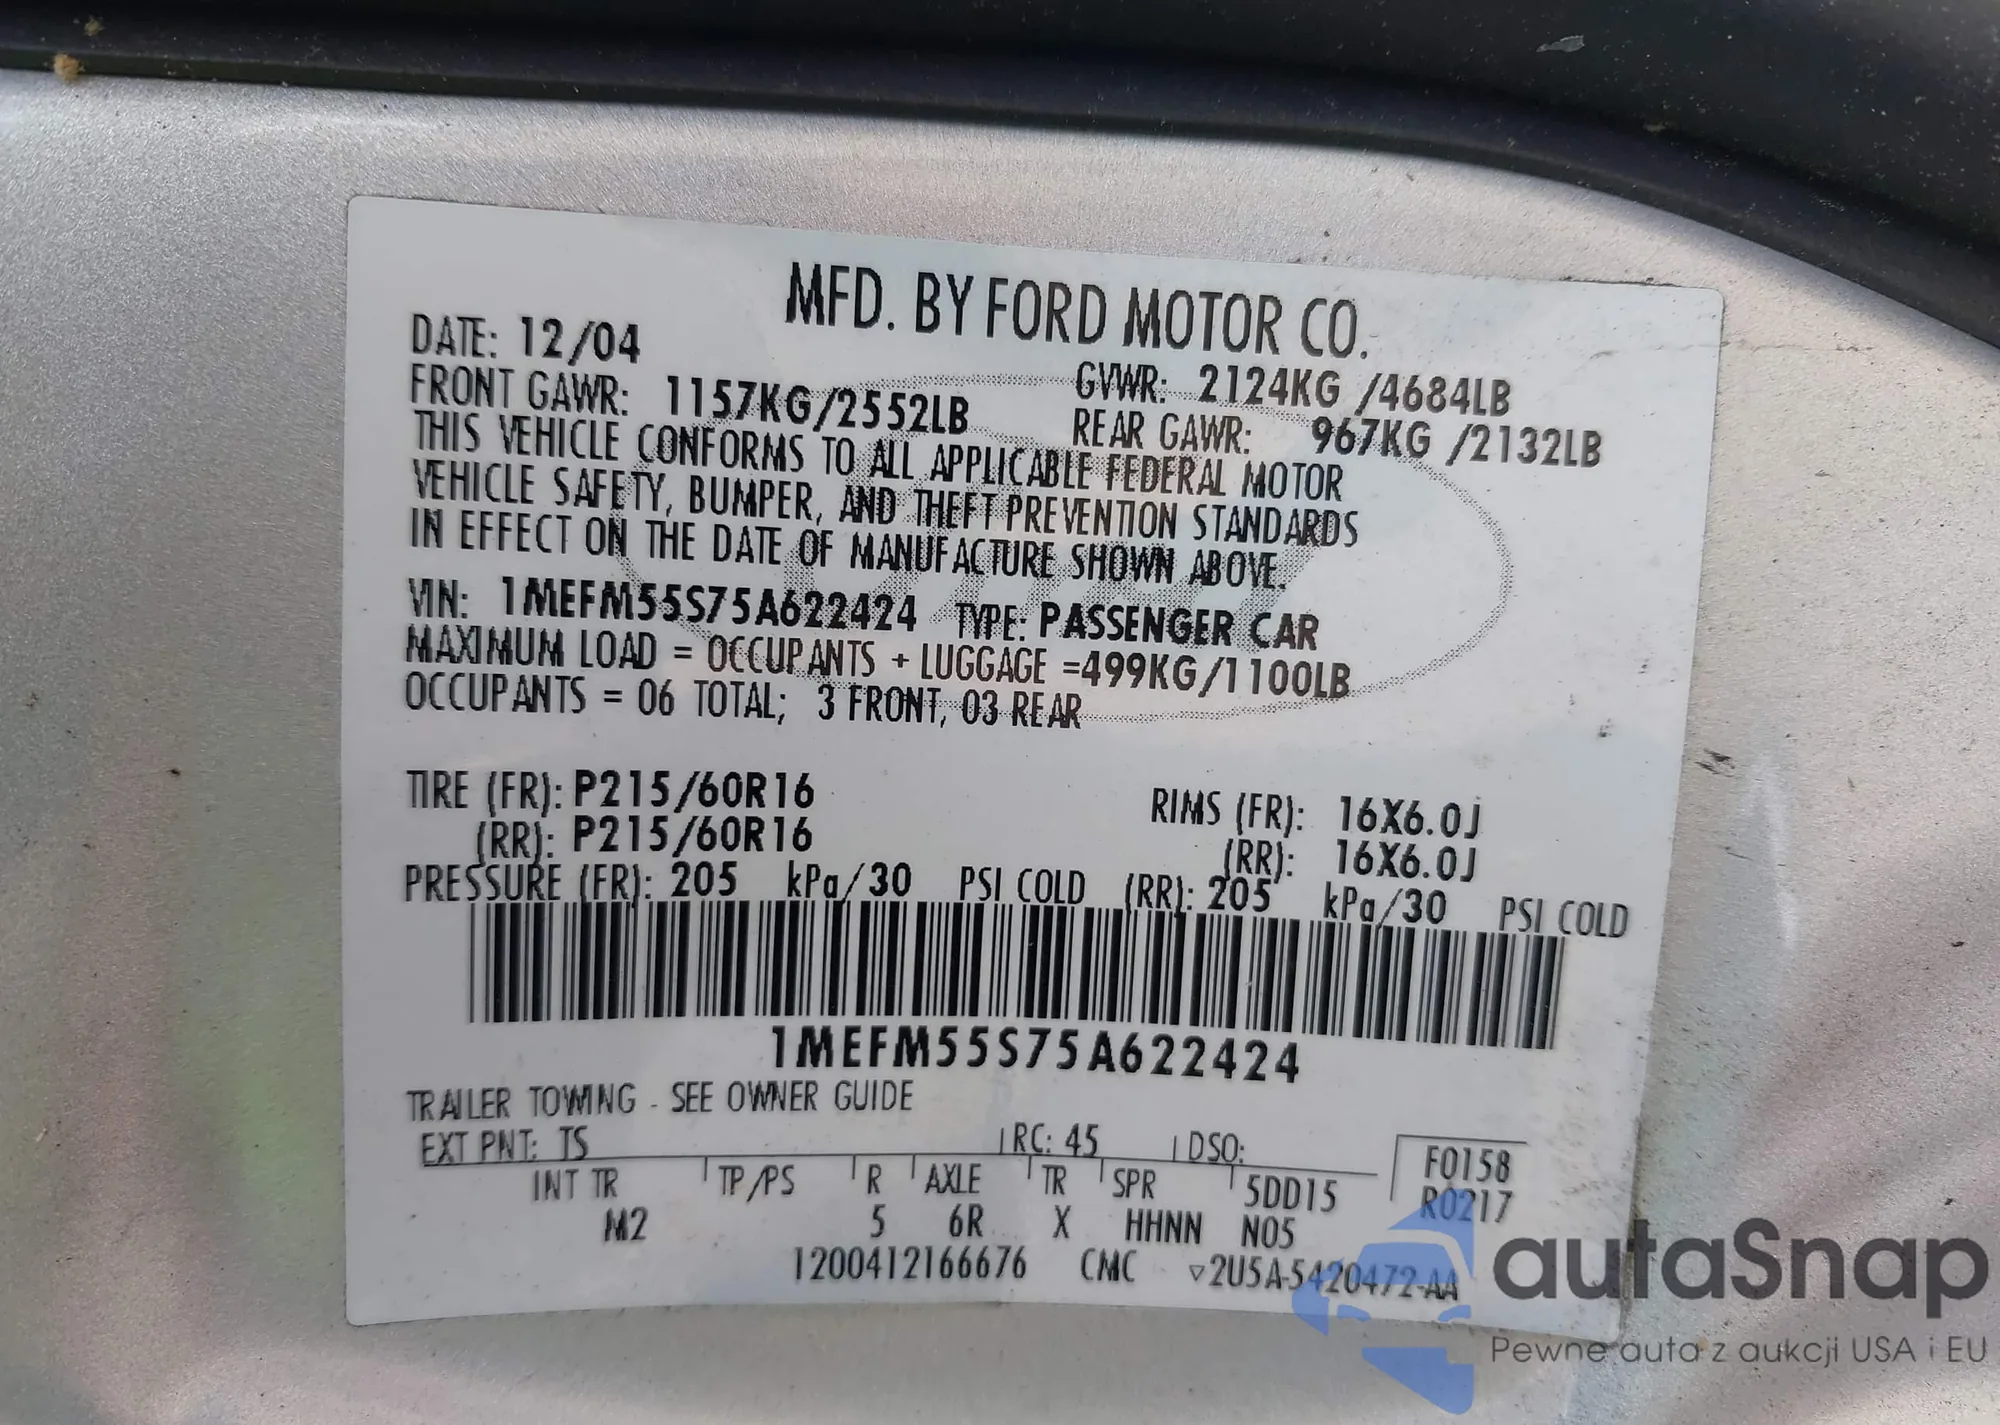 MFD. BY FORD MOTOR CO.
DATE: 12/04
GVWR: 2124KG /4684LB
FRONT GAWR: 1157KG/2552LB
REAR GAWR: 967KG /2132LB
THIS VEHICLE CONFORMS TO ALL APPLICABLE FEDERAL MOTOR
VEHICLE SAFETY, BUMPER, AND THEFT PREVENTION STANDARDS
IN EFFECT ON THE DATE OF MANUFACTURE SHOWN ABOVE.
VIN: 1MEFM55S75A622424 TYPE: PASSENGER CAR
MAXIMUM LOAD = OCCUPANTS + LUGGAGE =499KG/1100LB
OCCUPANTS = 06 TOTAL; 3 FRONT, 03 REAR
TIRE (FR): P215/60R16 RIMS (FR): 16X6.0J
(RR): P215/60R16 (RR): 16X6.0J
PRESSURE (FR): 205 kPa/30 PSI COLD (RR): 205 kPa/30 PSI COLD
1MEFM55S75A622424
TRAILER TOWING - SEE OWNER GUIDE
EXT PNT: TS RC: 45 DSO: F0158
INT TR TP/PS R AXLE TR SPR 5DD15 R0217
M2 5 6R X HHNN N05
1200412166676 CMC ▿2U5A-5420472-AA
autaSnap
Pewne auta z aukcji USA i EU